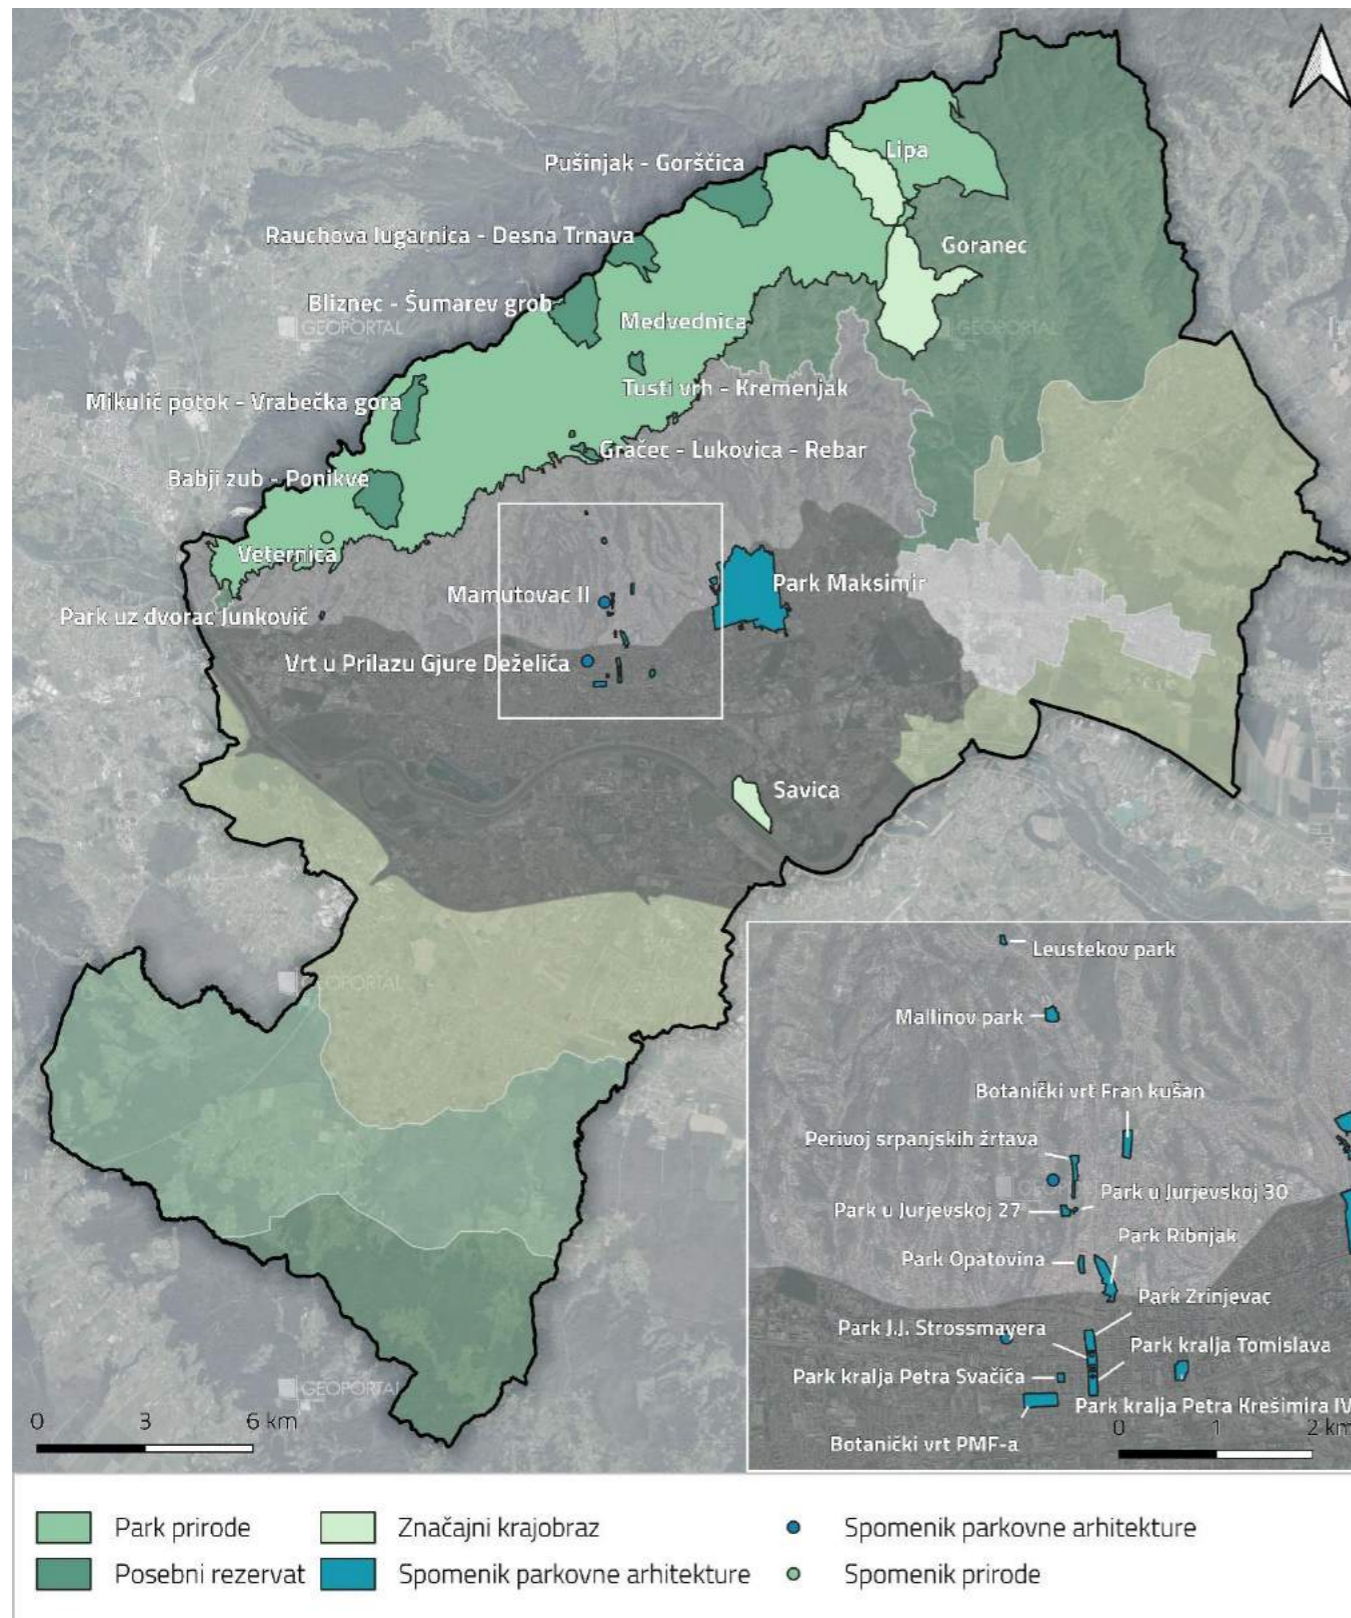 Lipa
Pušinjak - Gorščica
Rauchova lugarnica - Desna Trnava
Goranec
Bliznec - Šumarev grob
GEOPORTAL
Medvednica
GEOPORTAL
Tusti vrh - Kremenjak
Mikulić potok - Vrabečka gora
Gračec - Lukovica - Rebar
Babji zub - Ponikve
Veternica
Park Maksimir
Mamutovac II
Park uz dvorac Junković
Vrt u Prilazu Gjure Deželića
Savica
GEOPORTAL
Leustekov park
Mallinov park
Botanički vrt Fran kušan
Perivoj srpanjskih žrtava
Park u Jurjevskoj 30
Park u Jurjevskoj 27
Park Ribnjak
Park Opatovina
Park Zrinjevac
Park J.J. Strossmayera
Park kralja Tomislava
Park kralja Petra Svačića
Park kralja Petra Krešimira IV
Botanički vrt PMF-a
GEOPORTAL
0 3 6 km
0 1 2 km
Park prirode
Značajni krajobraz
Spomenik parkovne arhitekture
Posebni rezervat
Spomenik parkovne arhitekture
Spomenik prirode